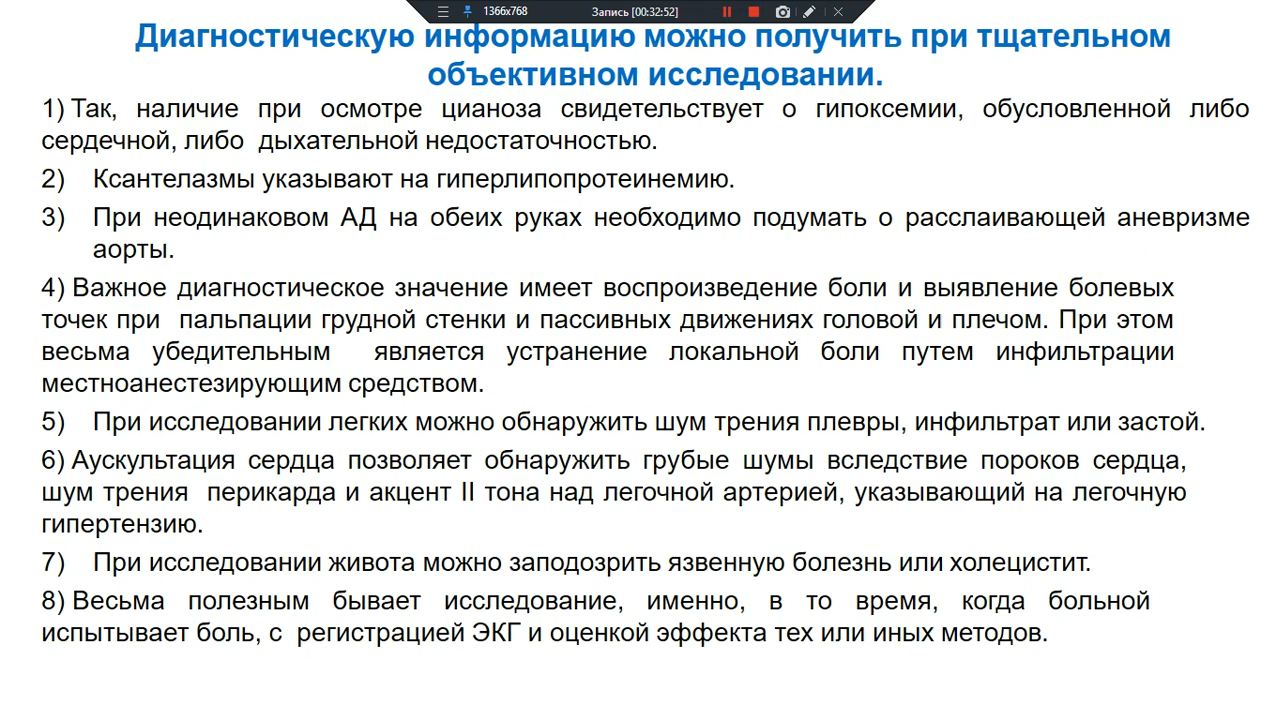 1366x768 Запись [00:32:52]
Диагностическую информацию можно получить при тщательном
объективном исследовании.
1) Так, наличие при осмотре цианоза свидетельствует о гипоксемии, обусловленной либо
сердечной, либо дыхательной недостаточностью.
2) Ксантелазмы указывают на гиперлипопротеинемию.
3) При неодинаковом АД на обеих руках необходимо подумать о расслаивающей аневризме
аорты.
4) Важное диагностическое значение имеет воспроизведение боли и выявление болевых
точек при пальпации грудной стенки и пассивных движениях головой и плечом. При этом
весьма убедительным является устранение локальной боли путем инфильтрации
местноанестезирующим средством.
5) При исследовании легких можно обнаружить шум трения плевры, инфильтрат или застой.
6) Аускультация сердца позволяет обнаружить грубые шумы вследствие пороков сердца,
шум трения перикарда и акцент II тона над легочной артерией, указывающий на легочную
гипертензию.
7) При исследовании живота можно заподозрить язвенную болезнь или холецистит.
8) Весьма полезным бывает исследование, именно, в то время, когда больной
испытывает боль, с регистрацией ЭКГ и оценкой эффекта тех или иных методов.